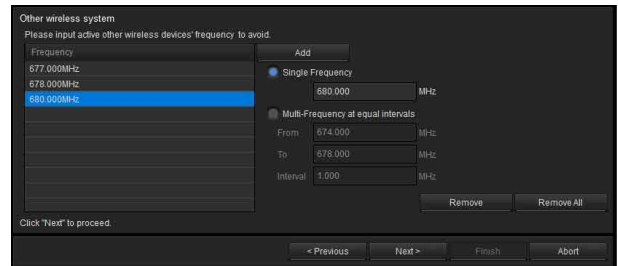 Other wireless system
Please input active other wireless devices' frequency to avoid.
Frequency
Add
677.000MHz
678.000MHz
680.000MHz
Single Frequency
680.000 MHz
Multi-Frequency at equal intervals
From 674.000 MHz
To 678.000 MHz
Interval 1.000 MHz
Remove Remove All
Click "Next" to proceed.
< Previous Next > Finish Abort